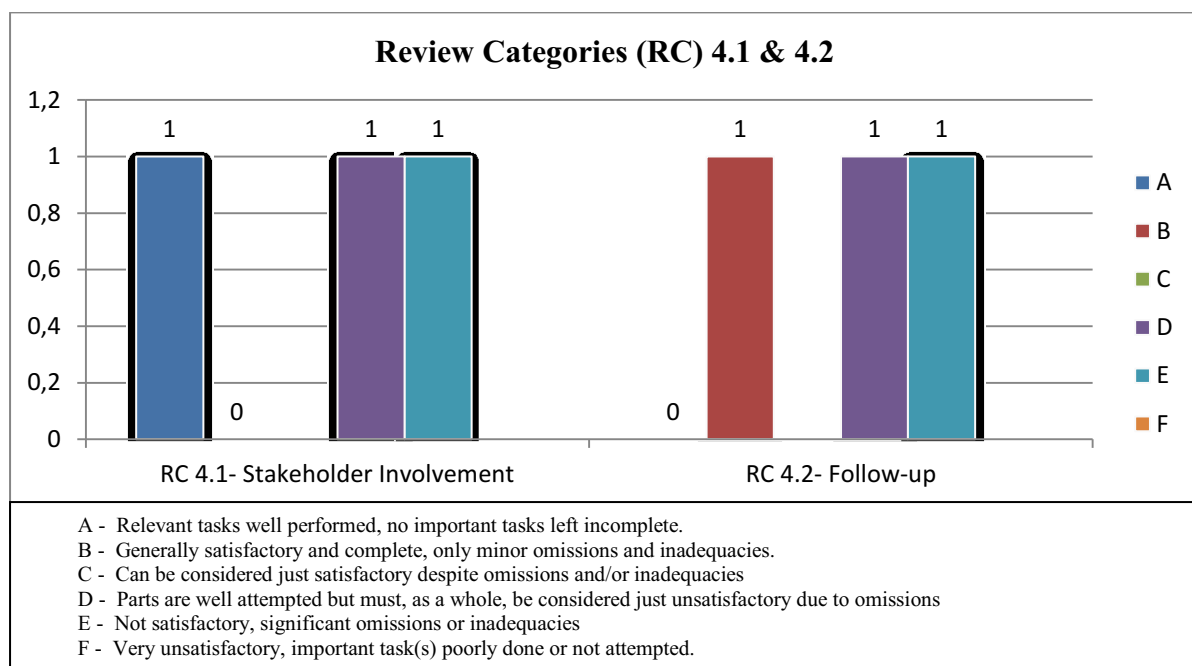 Review Categories (RC) 4.1 & 4.2
1,2
1
0,8
0,6
0,4
0,2
0
1
0
1
1
0
1
1
1
RC 4.1- Stakeholder Involvement
RC 4.2- Follow-up
A
B
C
D
E
F
A - Relevant tasks well performed, no important tasks left incomplete.
B - Generally satisfactory and complete, only minor omissions and inadequacies.
C - Can be considered just satisfactory despite omissions and/or inadequacies
D - Parts are well attempted but must, as a whole, be considered just unsatisfactory due to omissions
E - Not satisfactory, significant omissions or inadequacies
F - Very unsatisfactory, important task(s) poorly done or not attempted.